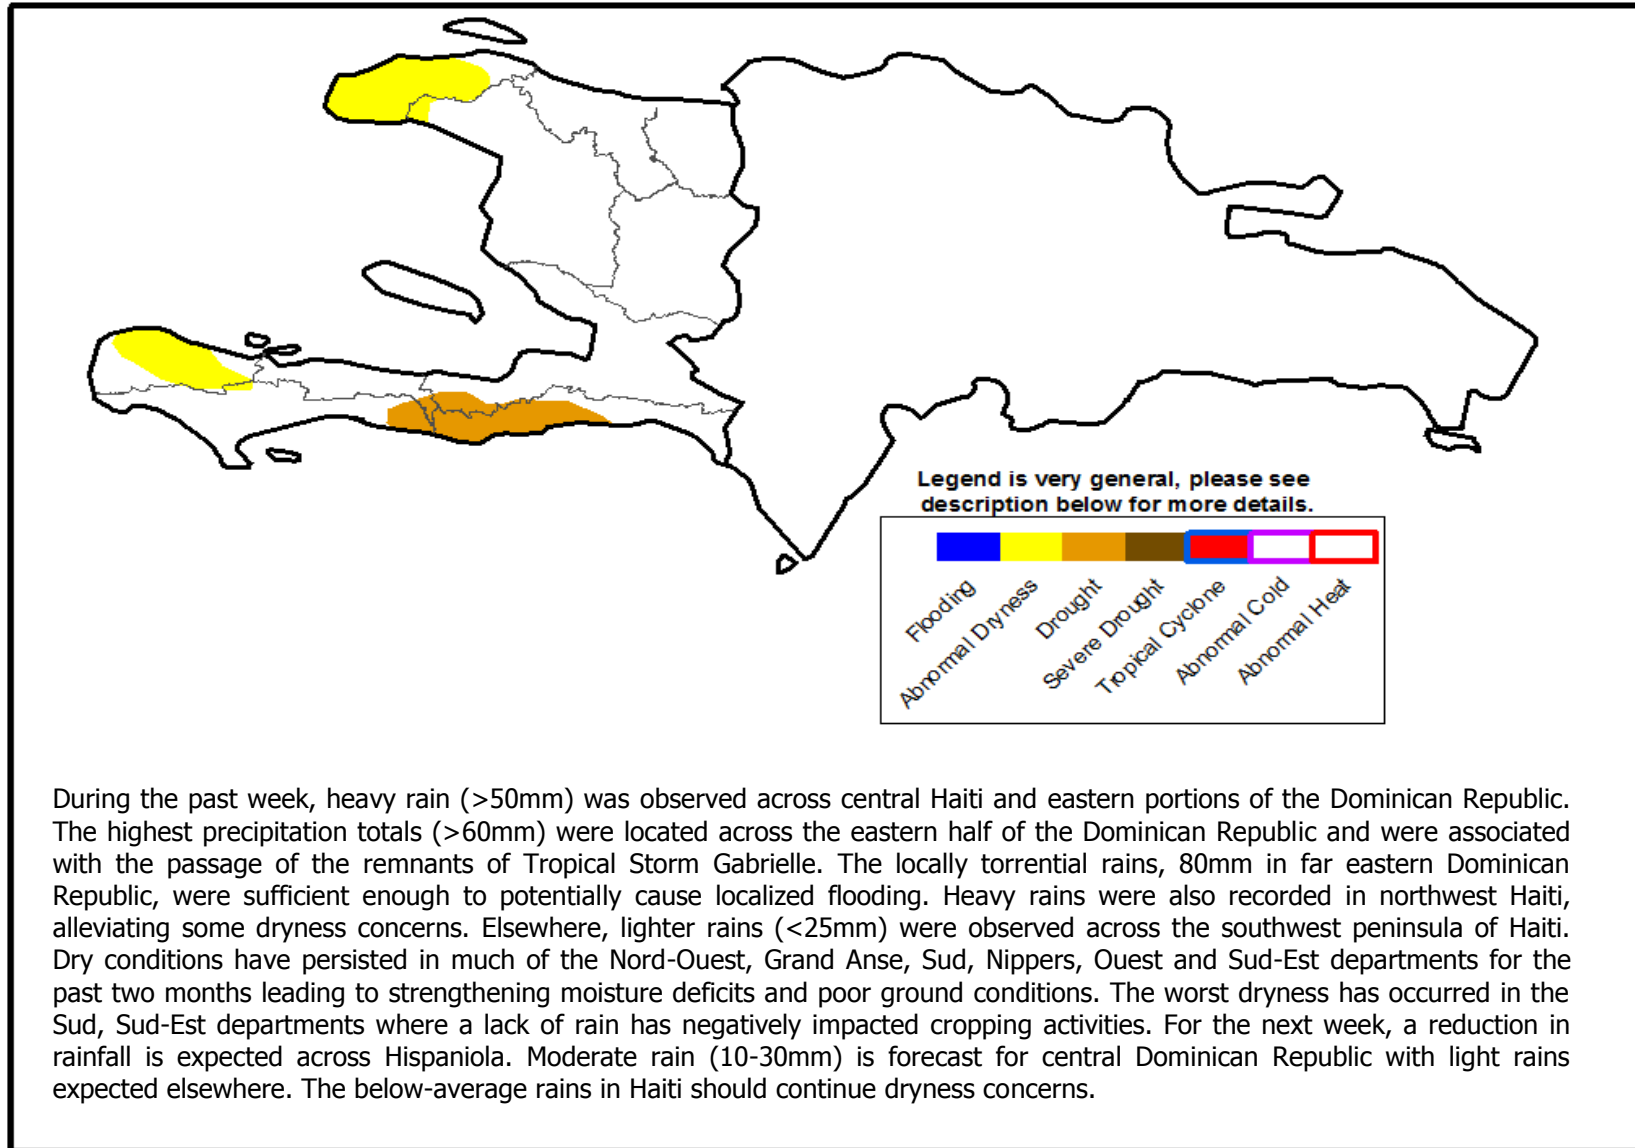 Legend is very general, please see
description below for more details.
Flooding
Abnormal Dryness
Drought
Severe Drought
Tropical Cyclone
Abnormal Cold
Abnormal Heat
During the past week, heavy rain (>50mm) was observed across central Haiti and eastern portions of the Dominican Republic.
The highest precipitation totals (>60mm) were located across the eastern half of the Dominican Republic and were associated
with the passage of the remnants of Tropical Storm Gabrielle. The locally torrential rains, 80mm in far eastern Dominican
Republic, were sufficient enough to potentially cause localized flooding. Heavy rains were also recorded in northwest Haiti,
alleviating some dryness concerns. Elsewhere, lighter rains (<25mm) were observed across the southwest peninsula of Haiti.
Dry conditions have persisted in much of the Nord-Ouest, Grand Anse, Sud, Nippers, Ouest and Sud-Est departments for the
past two months leading to strengthening moisture deficits and poor ground conditions. The worst dryness has occurred in the
Sud, Sud-Est departments where a lack of rain has negatively impacted cropping activities. For the next week, a reduction in
rainfall is expected across Hispaniola. Moderate rain (10-30mm) is forecast for central Dominican Republic with light rains
expected elsewhere. The below-average rains in Haiti should continue dryness concerns.